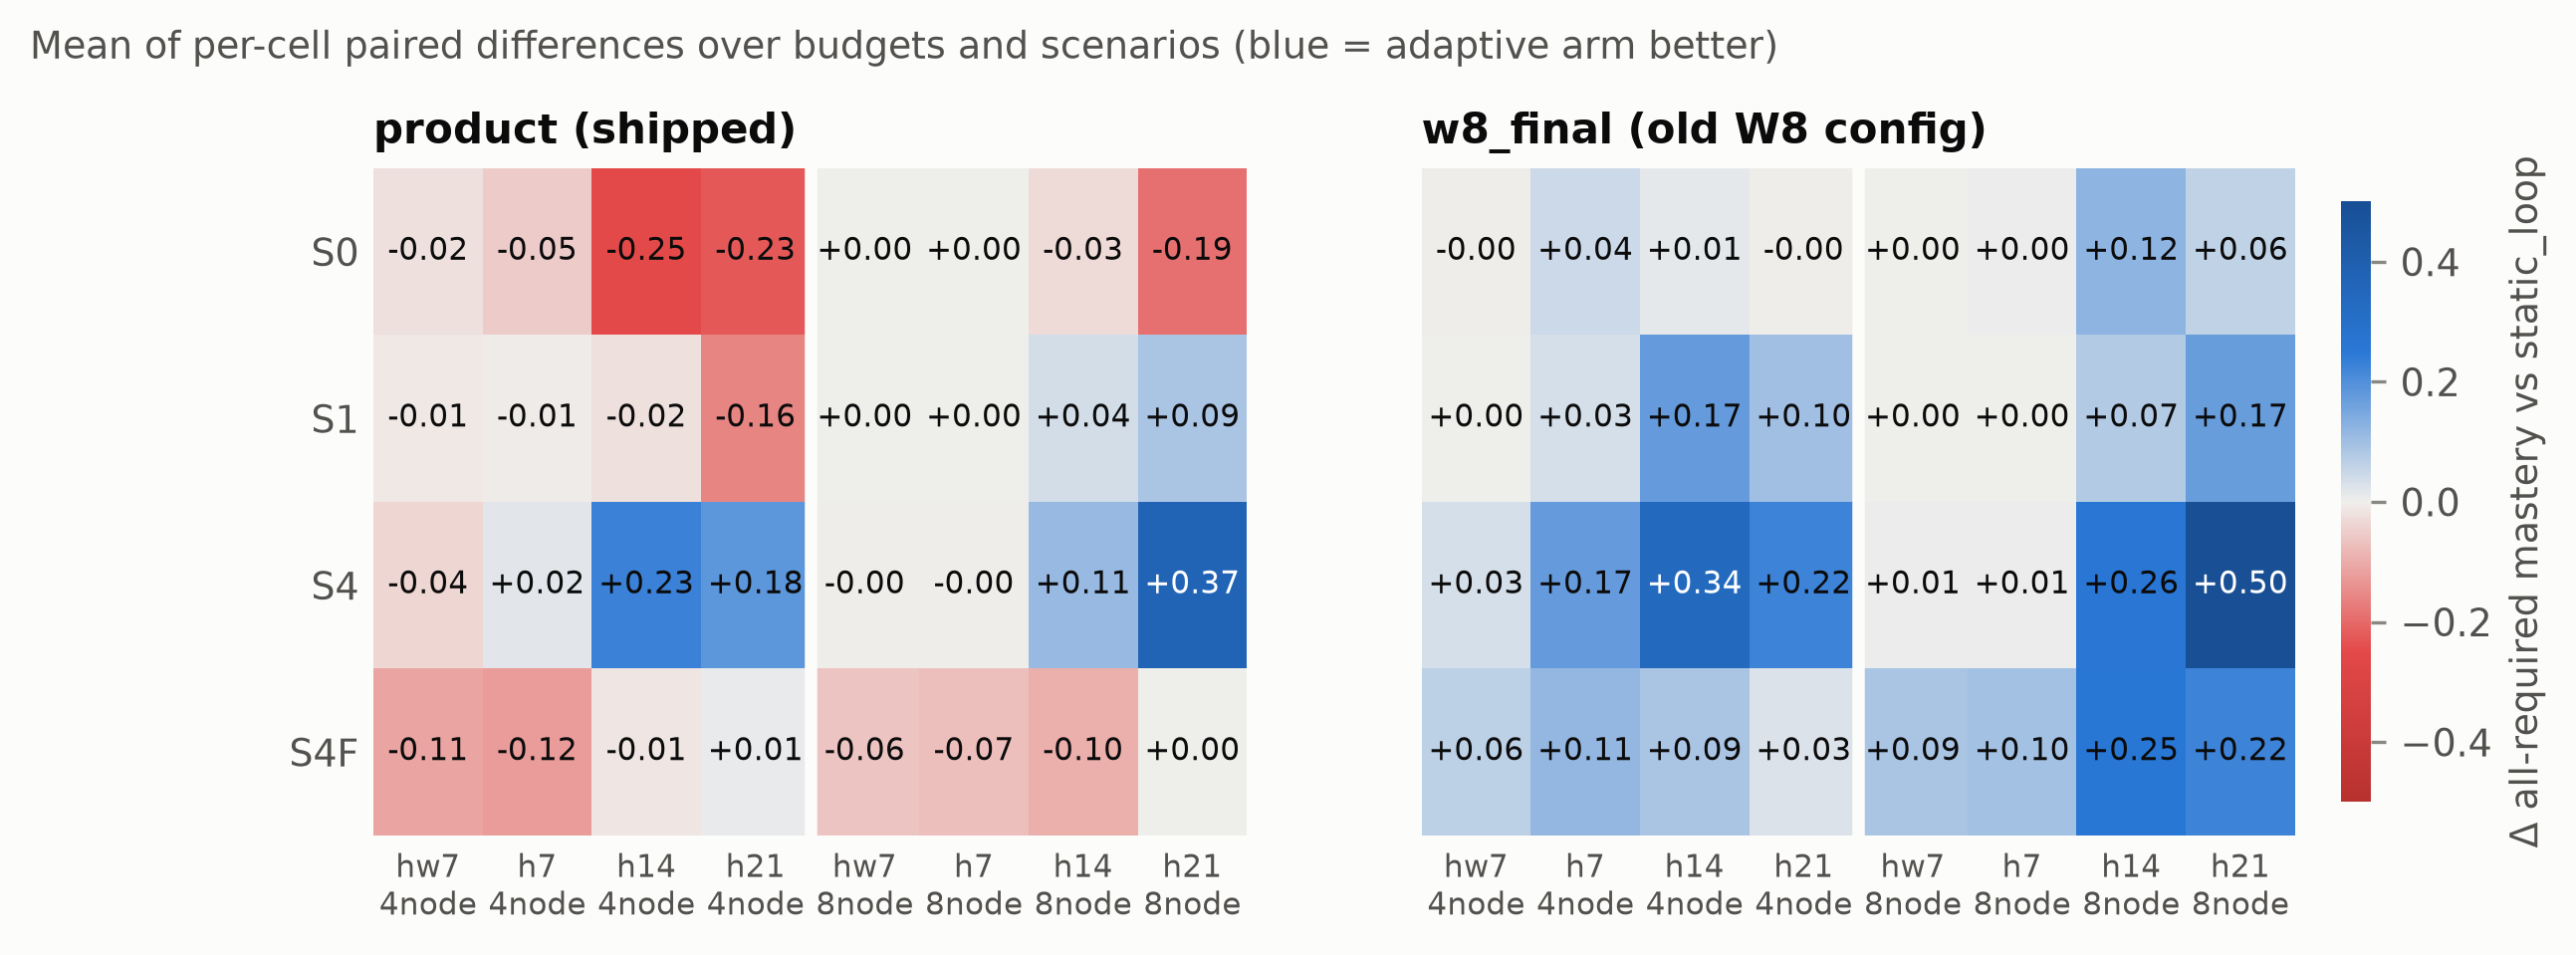 Mean of per-cell paired differences over budgets and scenarios (blue = adaptive arm better)
product (shipped)
S0 -0.02 -0.05 -0.25 -0.23 +0.00 +0.00 -0.03 -0.19
S1 -0.01 -0.01 -0.02 -0.16 +0.00 +0.00 +0.04 +0.09
S4 -0.04 +0.02 +0.23 +0.18 -0.00 -0.00 +0.11 +0.37
S4F -0.11 -0.12 -0.01 +0.01 -0.06 -0.07 -0.10 +0.00
hw7 h7 h14 h21 hw7 h7 h14 h21
4node 4node 4node 4node 8node 8node 8node 8node
w8_final (old W8 config)
-0.00 +0.04 +0.01 -0.00 +0.00 +0.00 +0.12 +0.06
+0.00 +0.03 +0.17 +0.10 +0.00 +0.00 +0.07 +0.17
+0.03 +0.17 +0.34 +0.22 +0.01 +0.01 +0.26 +0.50
+0.06 +0.11 +0.09 +0.03 +0.09 +0.10 +0.25 +0.22
hw7 h7 h14 h21 hw7 h7 h14 h21
4node 4node 4node 4node 8node 8node 8node 8node
0.4
0.2
0.0
−0.2
−0.4
Δ all-required mastery vs static_loop